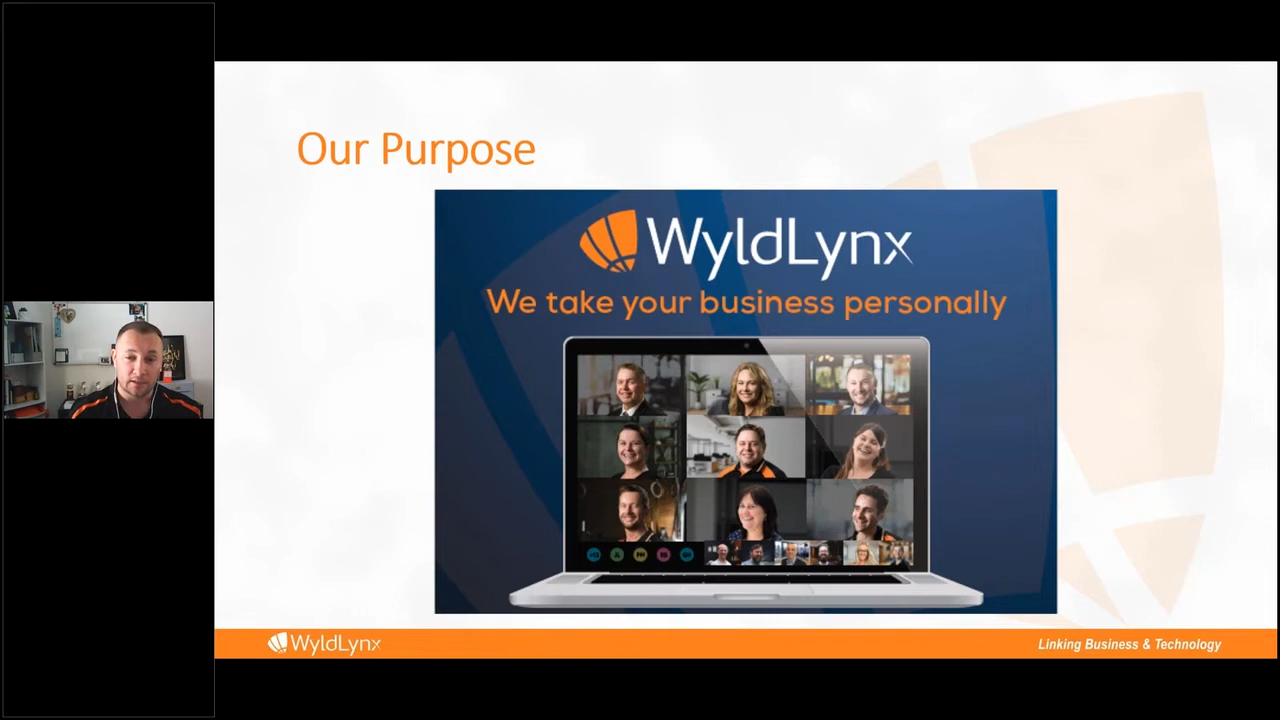 Our Purpose
WyldLynx
We take your business personally
WyldLynx
Linking Business & Technology